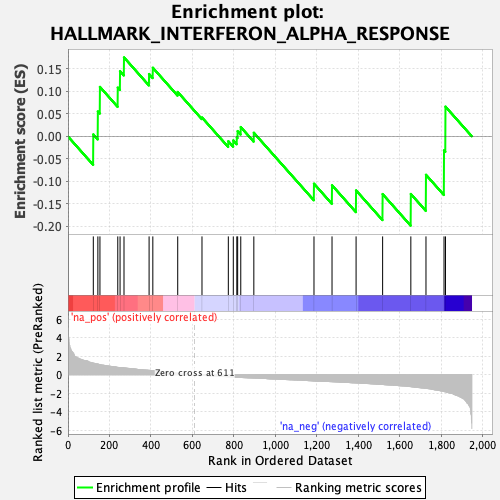 Enrichment plot:
HALLMARK_INTERFERON_ALPHA_RESPONSE
Enrichment score (ES)
0.15
0.10
0.05
0.00
-0.05
-0.10
-0.15
-0.20
'na_pos' (positively correlated)
Ranked list metric (PreRanked)
6
4
2
0
-2
-4
-6
Zero cross at 611
'na_neg' (negatively correlated)
0 200 400 600 800 1,000 1,200 1,400 1,600 1,800 2,000
Rank in Ordered Dataset
Enrichment profile Hits Ranking metric scores